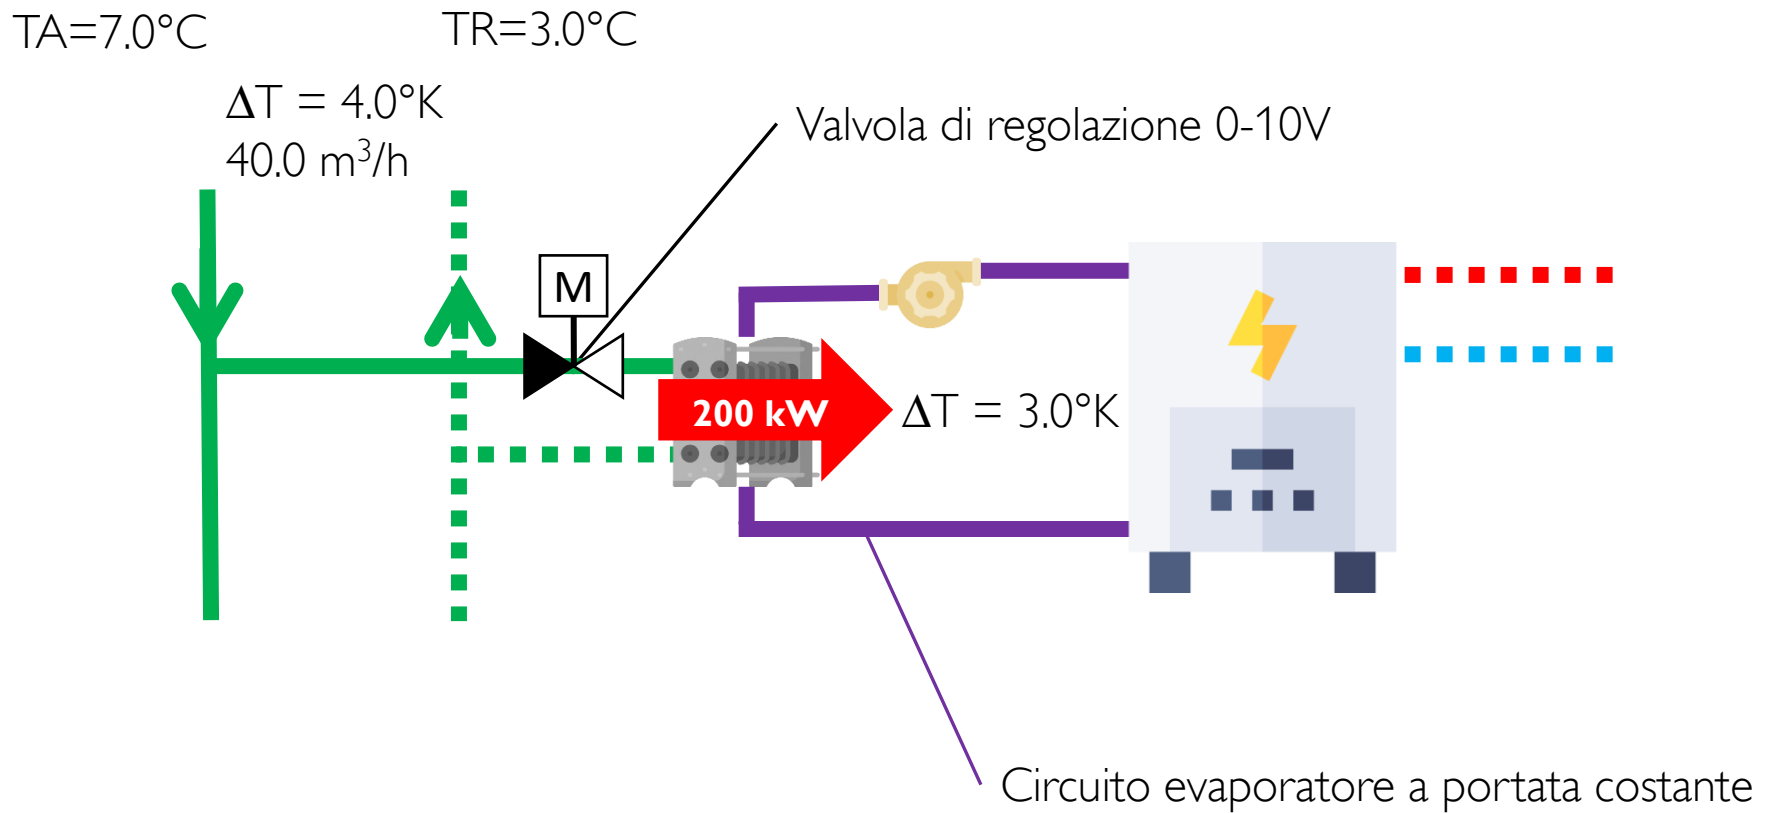 TA=7.0°C
TR=3.0°C
ΔT = 4.0°K
40.0 m³/h
Valvola di regolazione 0-10V
M
200 kW
ΔT = 3.0°K
Circuito evaporatore a portata costante